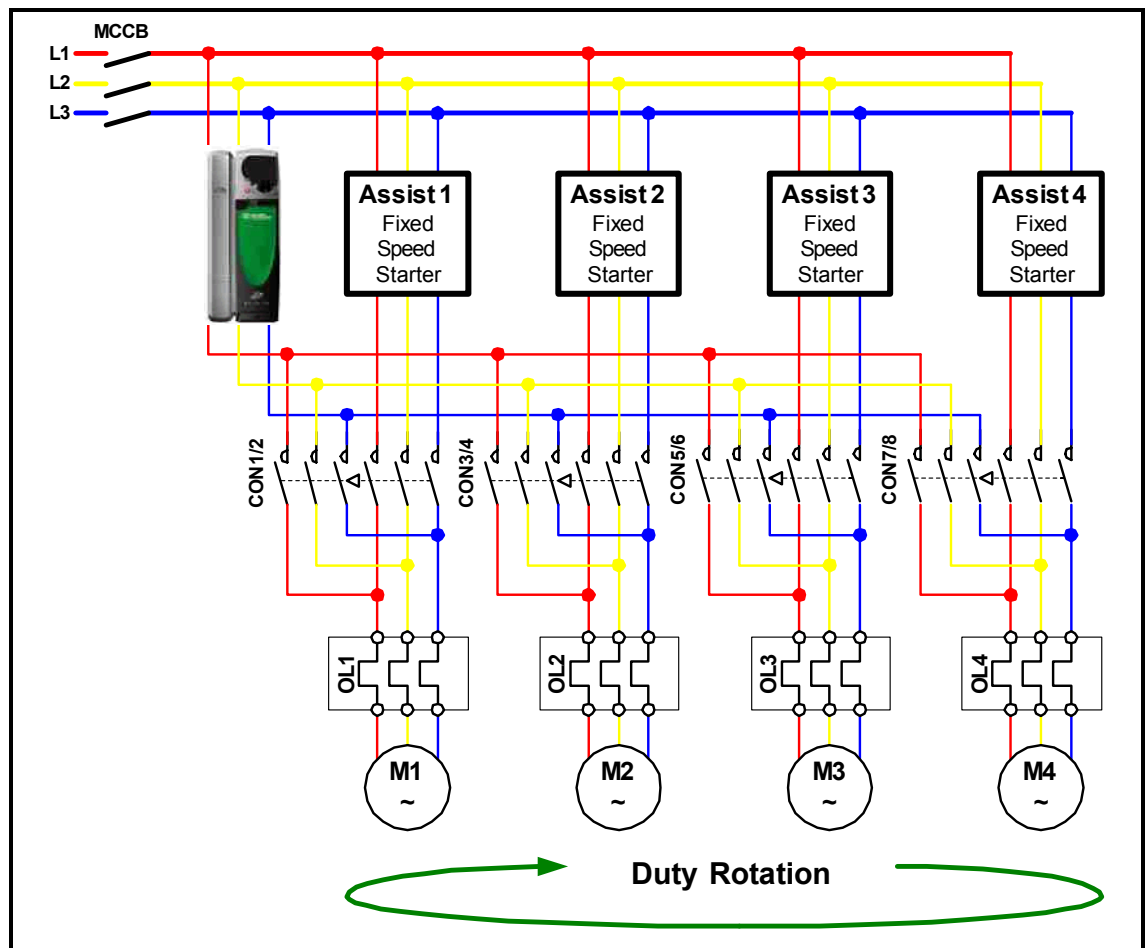 MCCB
L1
L2
L3
Assist 1
Fixed
Speed
Starter
Assist 2
Fixed
Speed
Starter
Assist 3
Fixed
Speed
Starter
Assist 4
Fixed
Speed
Starter
CON1/2
CON3/4
CON5/6
CON7/8
OL1
OL2
OL3
OL4
M1
~
M2
~
M3
~
M4
~
Duty Rotation